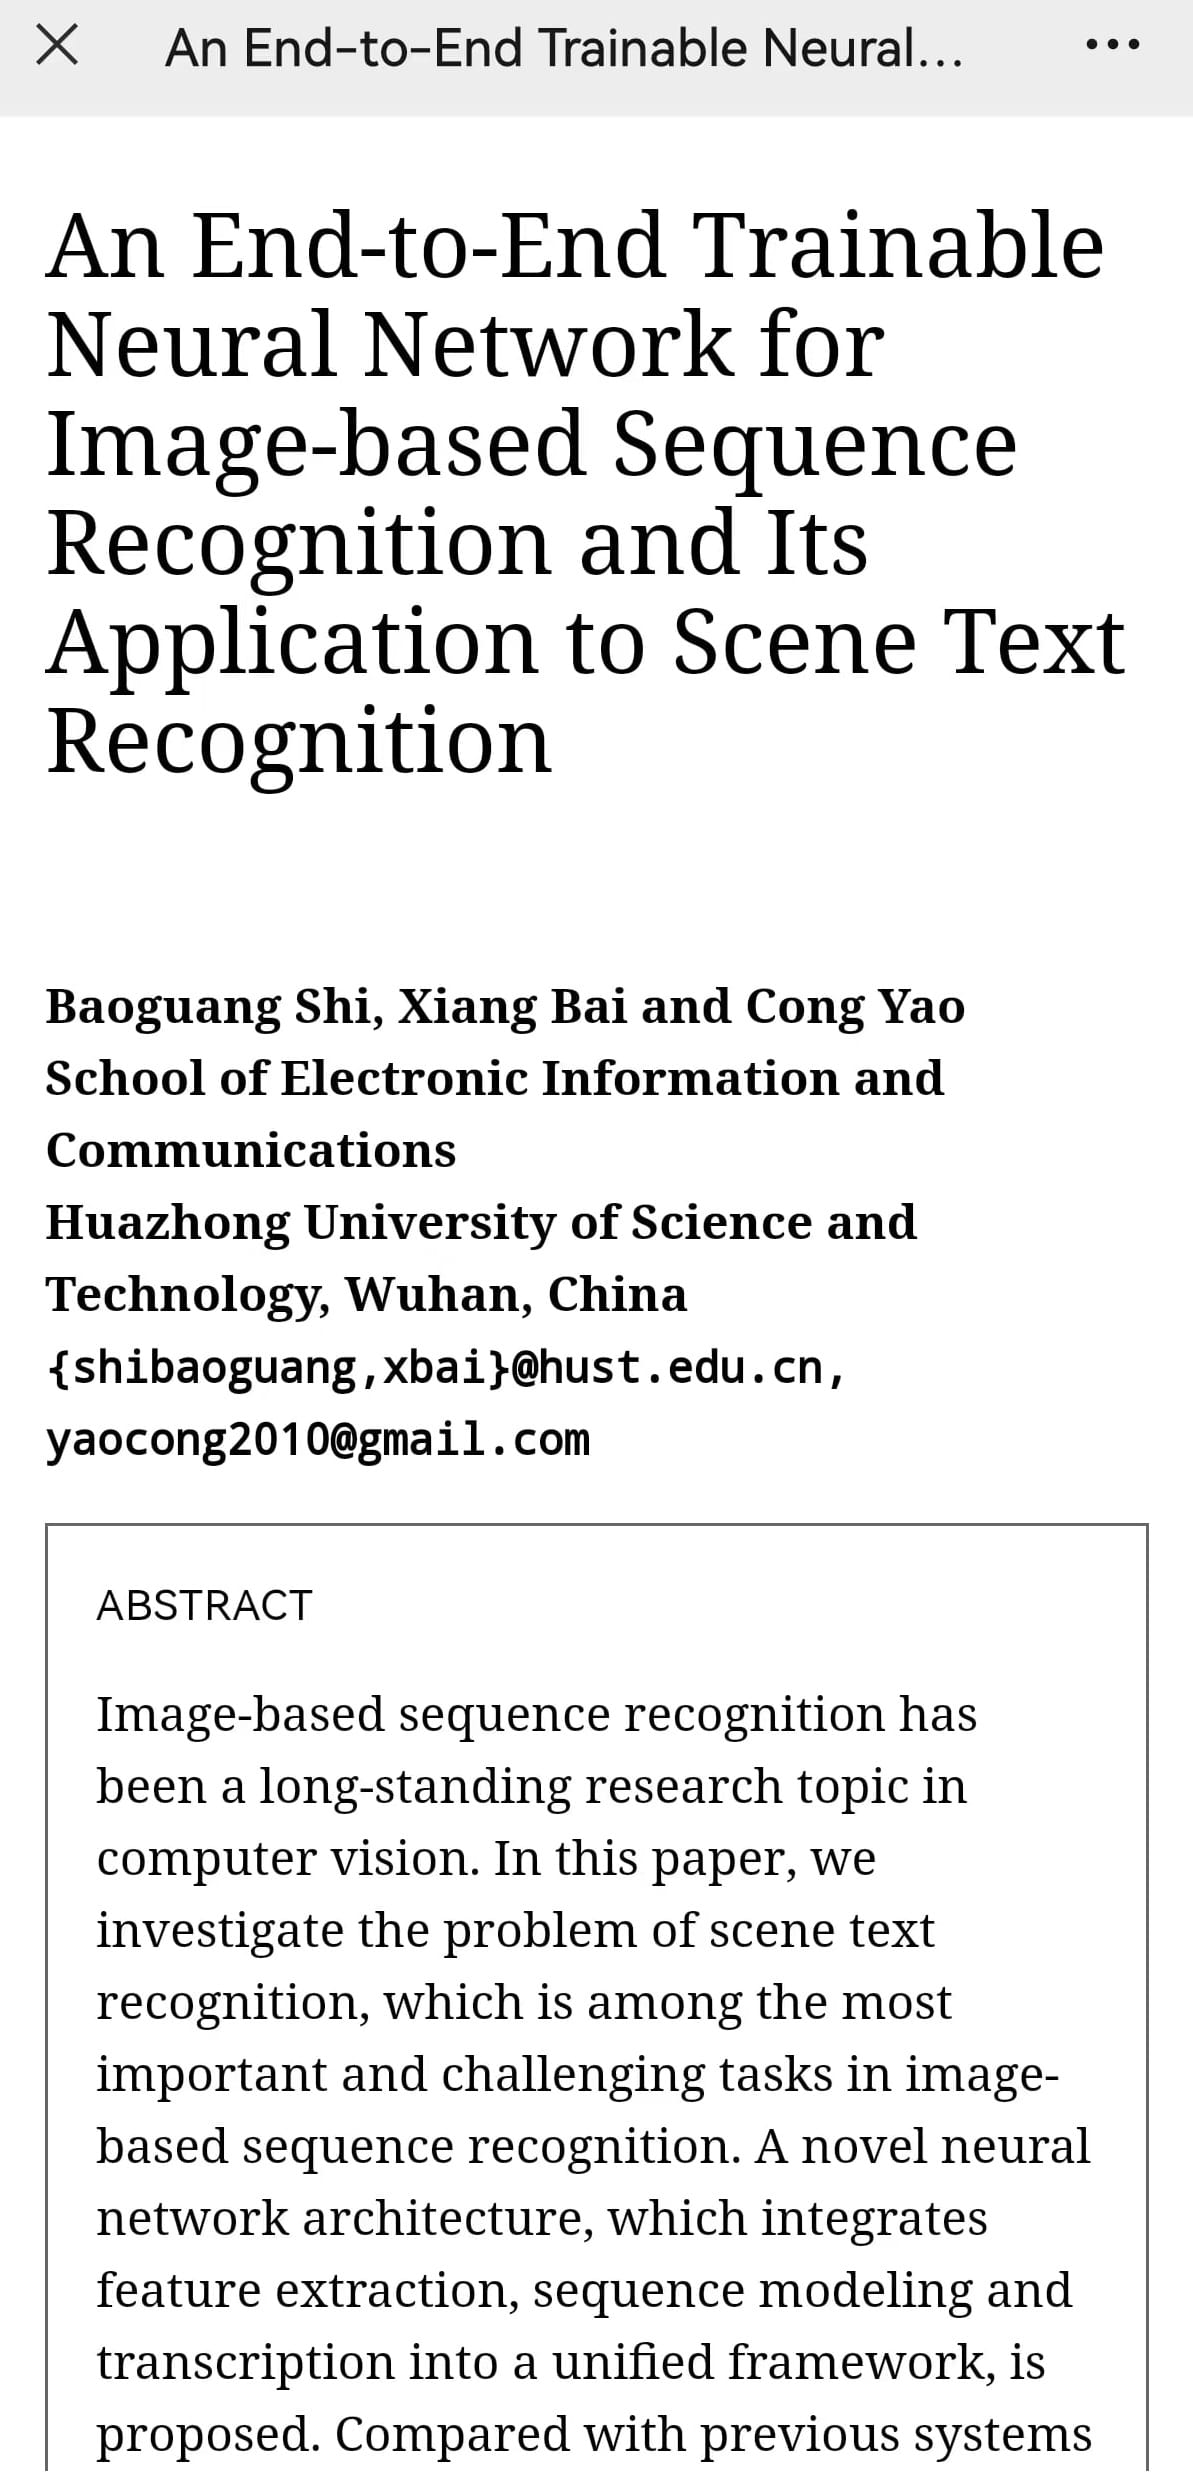 An End-to-End Trainable Neural...
An End-to-End Trainable
Neural Network for
Image-based Sequence
Recognition and Its
Application to Scene Text
Recognition
Baoguang Shi, Xiang Bai and Cong Yao
School of Electronic Information and
Communications
Huazhong University of Science and
Technology, Wuhan, China
{shibaoguang,xbai}@hust.edu.cn,
yaocong2010@gmail.com
ABSTRACT
Image-based sequence recognition has
been a long-standing research topic in
computer vision. In this paper, we
investigate the problem of scene text
recognition, which is among the most
important and challenging tasks in image-
based sequence recognition. A novel neural
network architecture, which integrates
feature extraction, sequence modeling and
transcription into a unified framework, is
proposed. Compared with previous systems